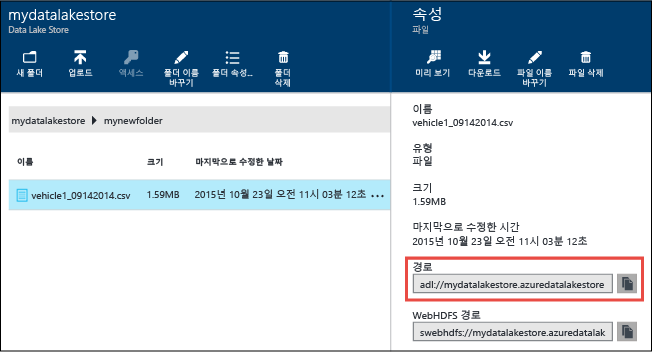 mydatalakestore
Data Lake Store
새 폴더
업로드
액세스
폴더 이름
바꾸기
폴더 속성...
폴더
삭제
mydatalakestore ▶ mynewfolder
이름 크기 마지막으로 수정한 날짜
vehicle1_09142014.csv 1.59MB 2015년 10월 23일 오전 11시 03분 12초 ...
속성
파일
미리 보기
다운로드
파일 이름
바꾸기
파일 삭제
이름
vehicle1_09142014.csv
유형
파일
크기
1.59MB
마지막으로 수정한 시간
2015년 10월 23일 오전 11시 03분 12초
경로
adl://mydatalakestore.azuredatalakestore
WebHDFS 경로
swebhdfs://mydatalakestore.azuredatalak